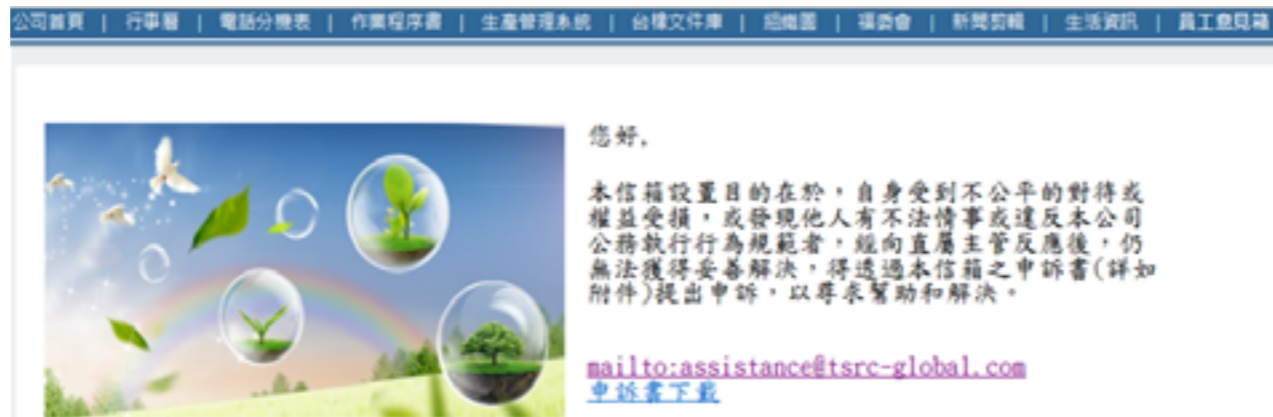 公司首頁 | 行事曆 | 電話分機表 | 作業程序書 | 生產管理系統 | 台橡文件庫 | 組織圖 | 福委會 | 新聞剪輯 | 生活資訊 | 員工意見箱
您好,
本信箱設置目的在於，自身受到不公平的對待或
權益受損，或發現他人有不法情事或違反本公司
公務執行行為規範者，經向直屬主管反應後，仍
無法獲得妥善解決，得透過本信箱之申訴書(詳如
附件)提出申訴，以尋求幫助和解決。
mailto:assistance@tsrc-global.com
申訴書下載